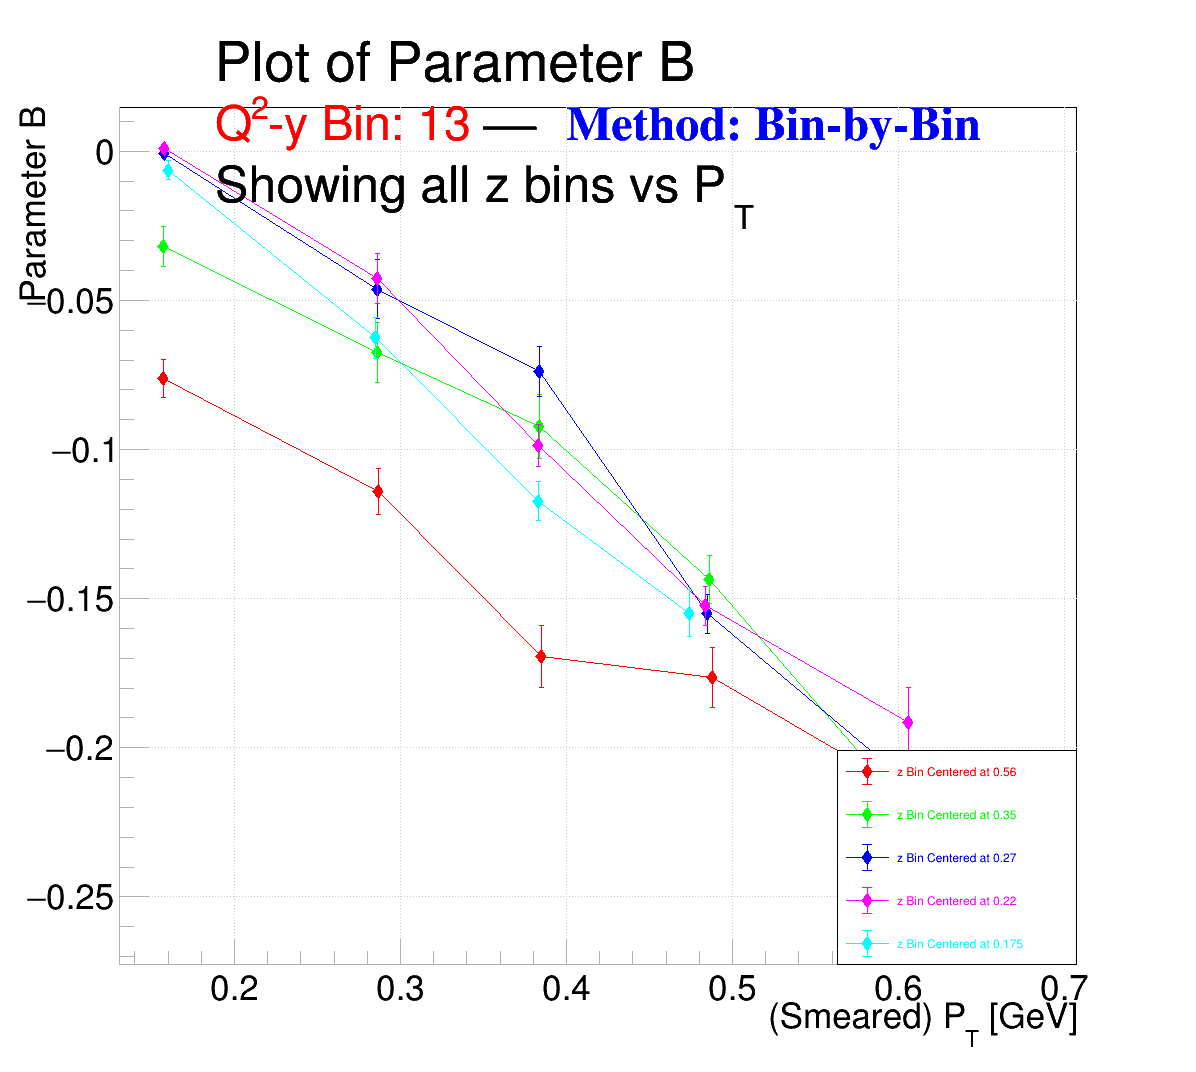 Plot of Parameter B
Q²-y Bin: 13 — Method: Bin-by-Bin
Showing all z bins vs P_T
Parameter B
0
−0.05
−0.1
−0.15
−0.2
−0.25
z Bin Centered at 0.56
z Bin Centered at 0.35
z Bin Centered at 0.27
z Bin Centered at 0.22
z Bin Centered at 0.175
0.2 0.3 0.4 0.5 0.6 0.7
(Smeared) P_T [GeV]